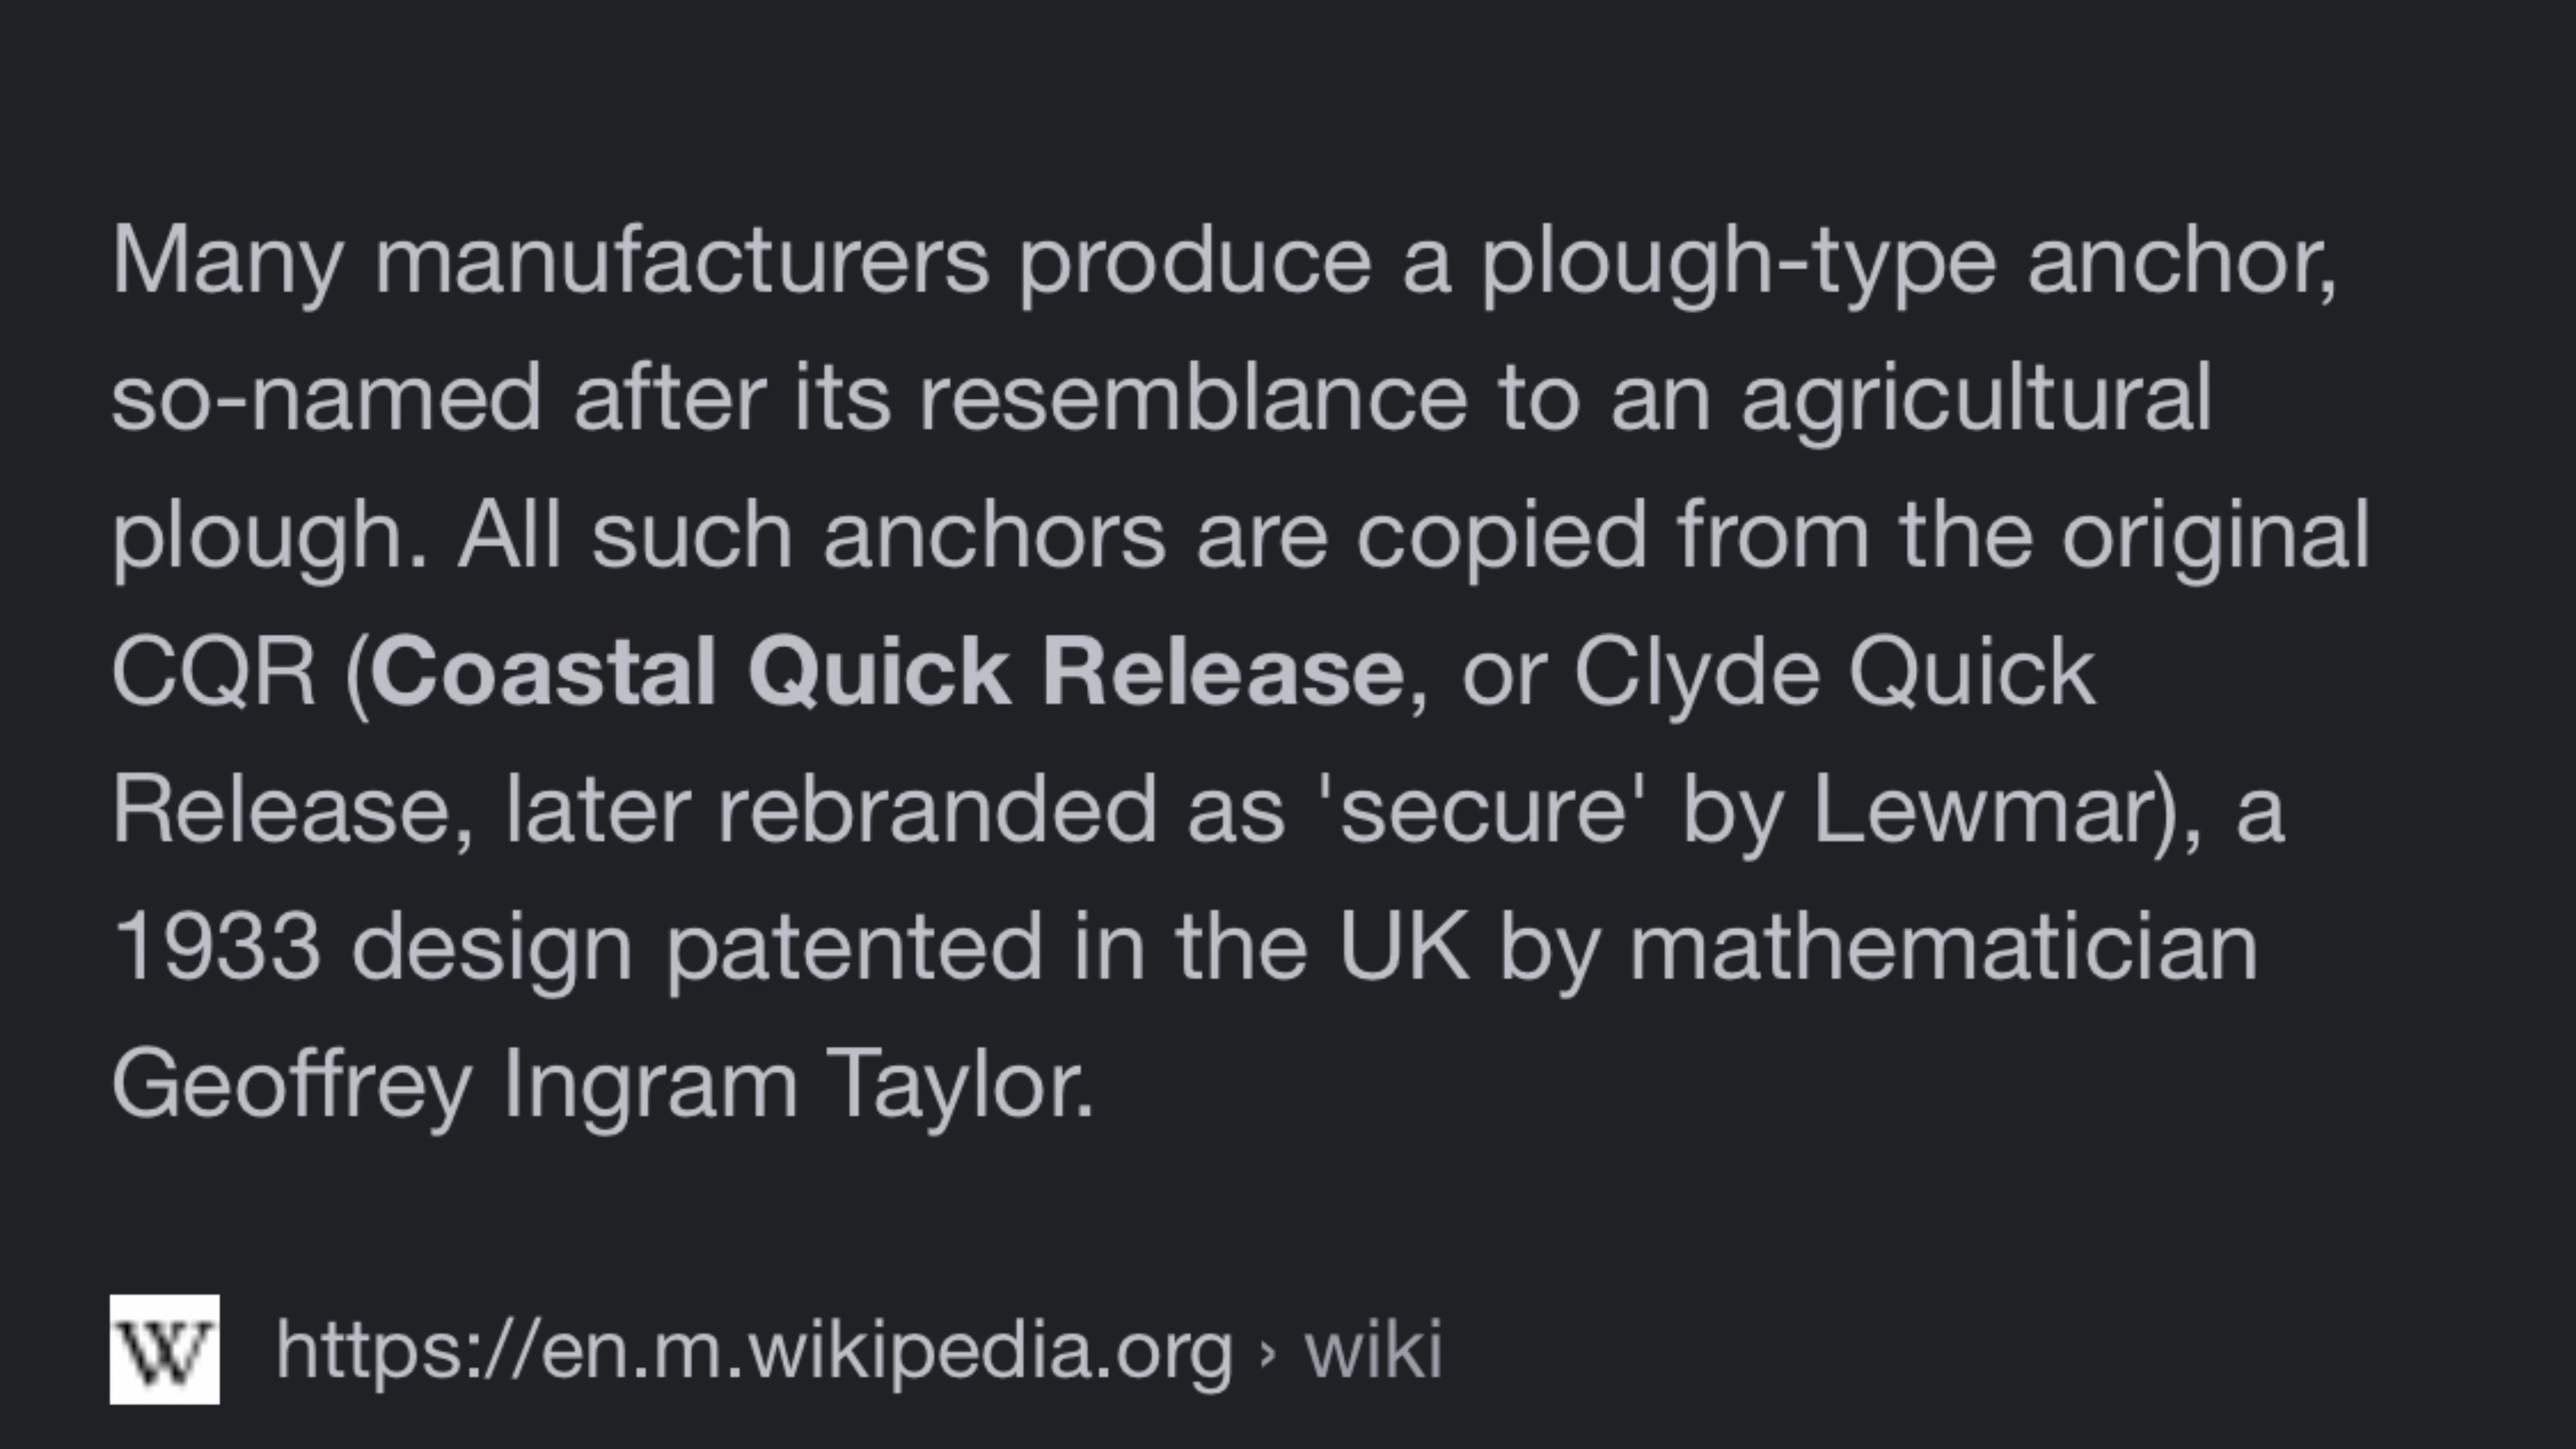 Many manufacturers produce a plough-type anchor,
so-named after its resemblance to an agricultural
plough. All such anchors are copied from the original
CQR (Coastal Quick Release, or Clyde Quick
Release, later rebranded as 'secure' by Lewmar), a
1933 design patented in the UK by mathematician
Geoffrey Ingram Taylor.
W https://en.m.wikipedia.org › wiki